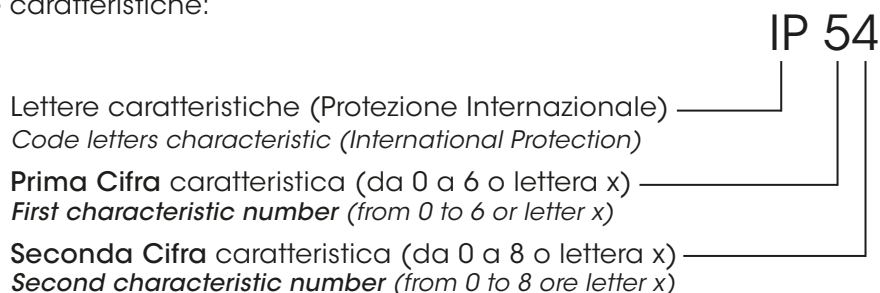 caratteristiche:
IP 54
Lettere caratteristiche (Protezione Internazionale)
Code letters characteristic (International Protection)
Prima Cifra caratteristica (da 0 a 6 o lettera x)
First characteristic number (from 0 to 6 or letter x)
Seconda Cifra caratteristica (da 0 a 8 o lettera x)
Second characteristic number (from 0 to 8 ore letter x)